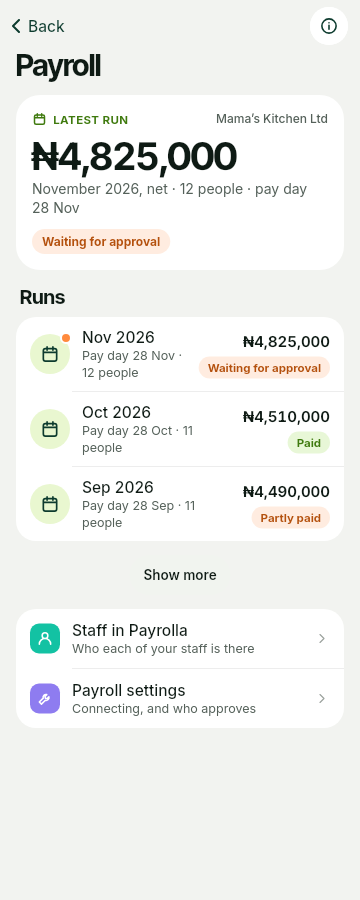 Back
Payroll
LATEST RUN
Mama’s Kitchen Ltd
₦4,825,000
November 2026, net · 12 people · pay day
28 Nov
Waiting for approval
Runs
Nov 2026
₦4,825,000
Pay day 28 Nov ·
12 people
Waiting for approval
Oct 2026
₦4,510,000
Pay day 28 Oct · 11
people
Paid
Sep 2026
₦4,490,000
Pay day 28 Sep · 11
people
Partly paid
Show more
Staff in Payrolla
Who each of your staff is there
Payroll settings
Connecting, and who approves